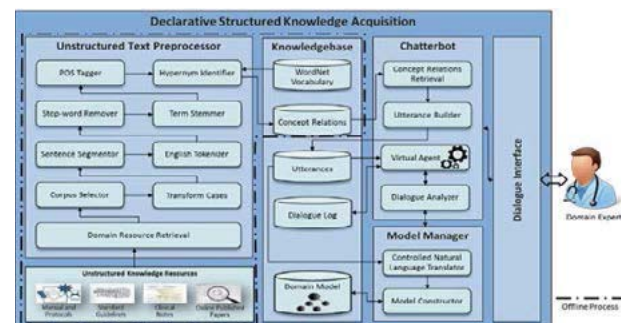 Declarative Structured Knowledge Acquisition
Unstructured Text Preprocessor
POS Tagger
Hypernym Identifier
Stop-word Remover
Term Stemmer
Sentence Segmentor
English Tokenizer
Corpus Selector
Transform Cases
Domain Resource Retrieval
Unstructured Knowledge Resources
Manual and
Protocols
Standard
Guidelines
Clinical
Notes
Online Published
Papers
Knowledgebase
WordNet
Vocabulary
Concept Relations
Utterances
Dialogue Log
Domain Model
Chatterbot
Concept Relations
Retrieval
Utterance Builder
Virtual Agent
Dialogue Analyzer
Model Manager
Controlled Natural
Language Translator
Model Constructor
Dialogue Interface
Domain Expert
Offline Process